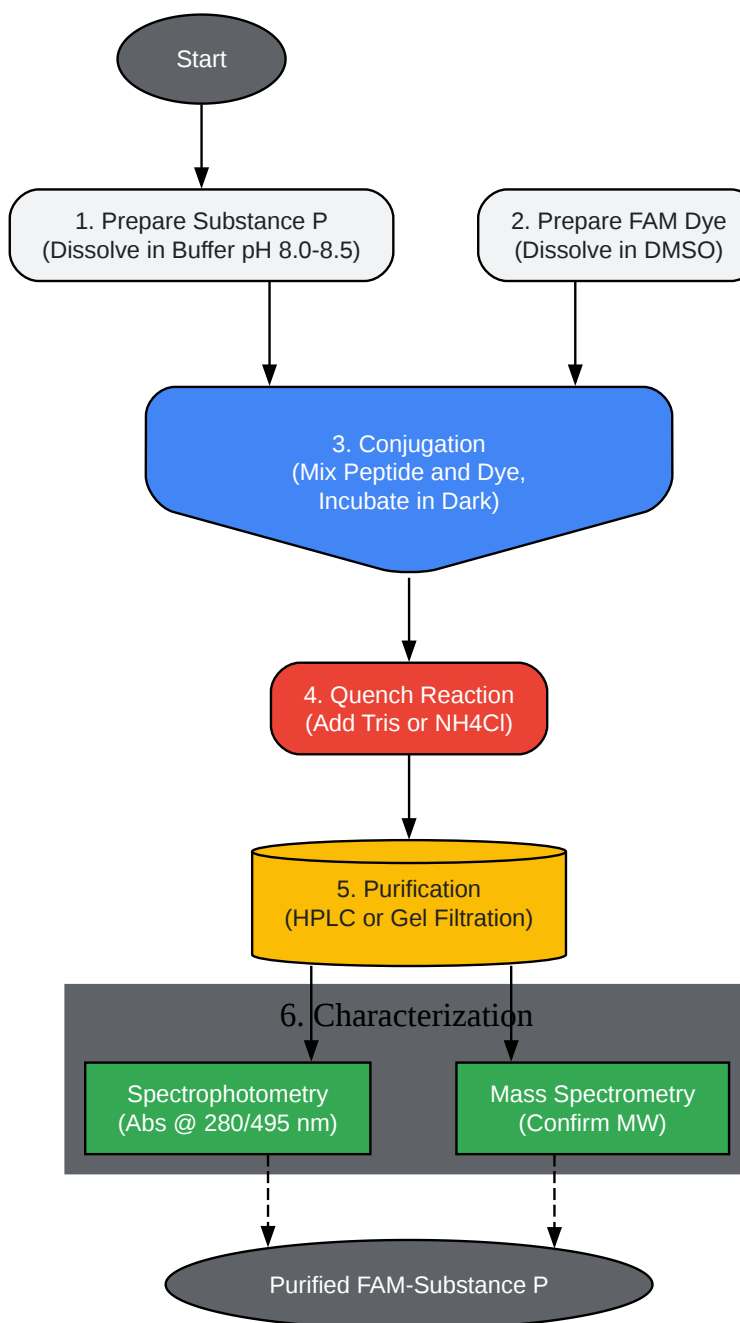 Start
1. Prepare Substance P
(Dissolve in Buffer pH 8.0-8.5)
2. Prepare FAM Dye
(Dissolve in DMSO)
3. Conjugation
(Mix Peptide and Dye,
Incubate in Dark)
4. Quench Reaction
(Add Tris or NH4Cl)
5. Purification
(HPLC or Gel Filtration)
6. Characterization
Spectrophotometry
(Abs @ 280/495 nm)
Mass Spectrometry
(Confirm MW)
Purified FAM-Substance P